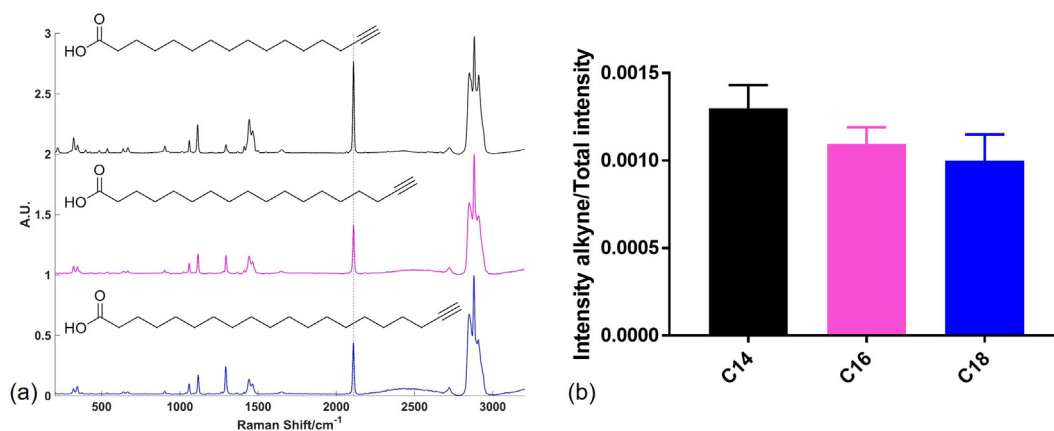 O
HO
3
2.5
2
O
HO
1.5
1
A.U.
O
HO
0.5
0
500
1000
1500
2000
2500
3000
Raman Shift/cm-1
(a)
Intensity alkyne/Total intensity
0.0015
0.0010
0.0005
0.0000
C14
C16
C18
(b)